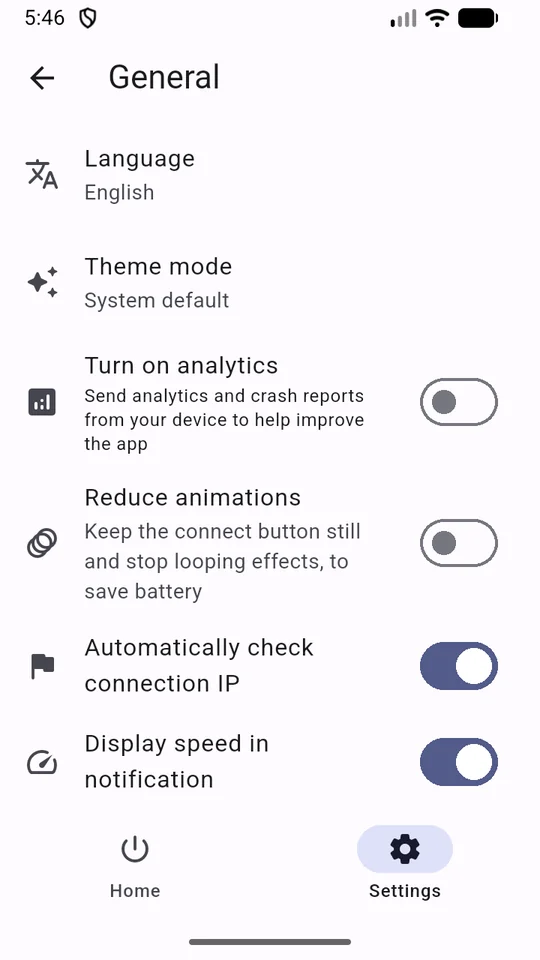 5:46
General
Language
English
Theme mode
System default
Turn on analytics
Send analytics and crash reports
from your device to help improve
the app
Reduce animations
Keep the connect button still
and stop looping effects, to
save battery
Automatically check
connection IP
Display speed in
notification
Home
Settings